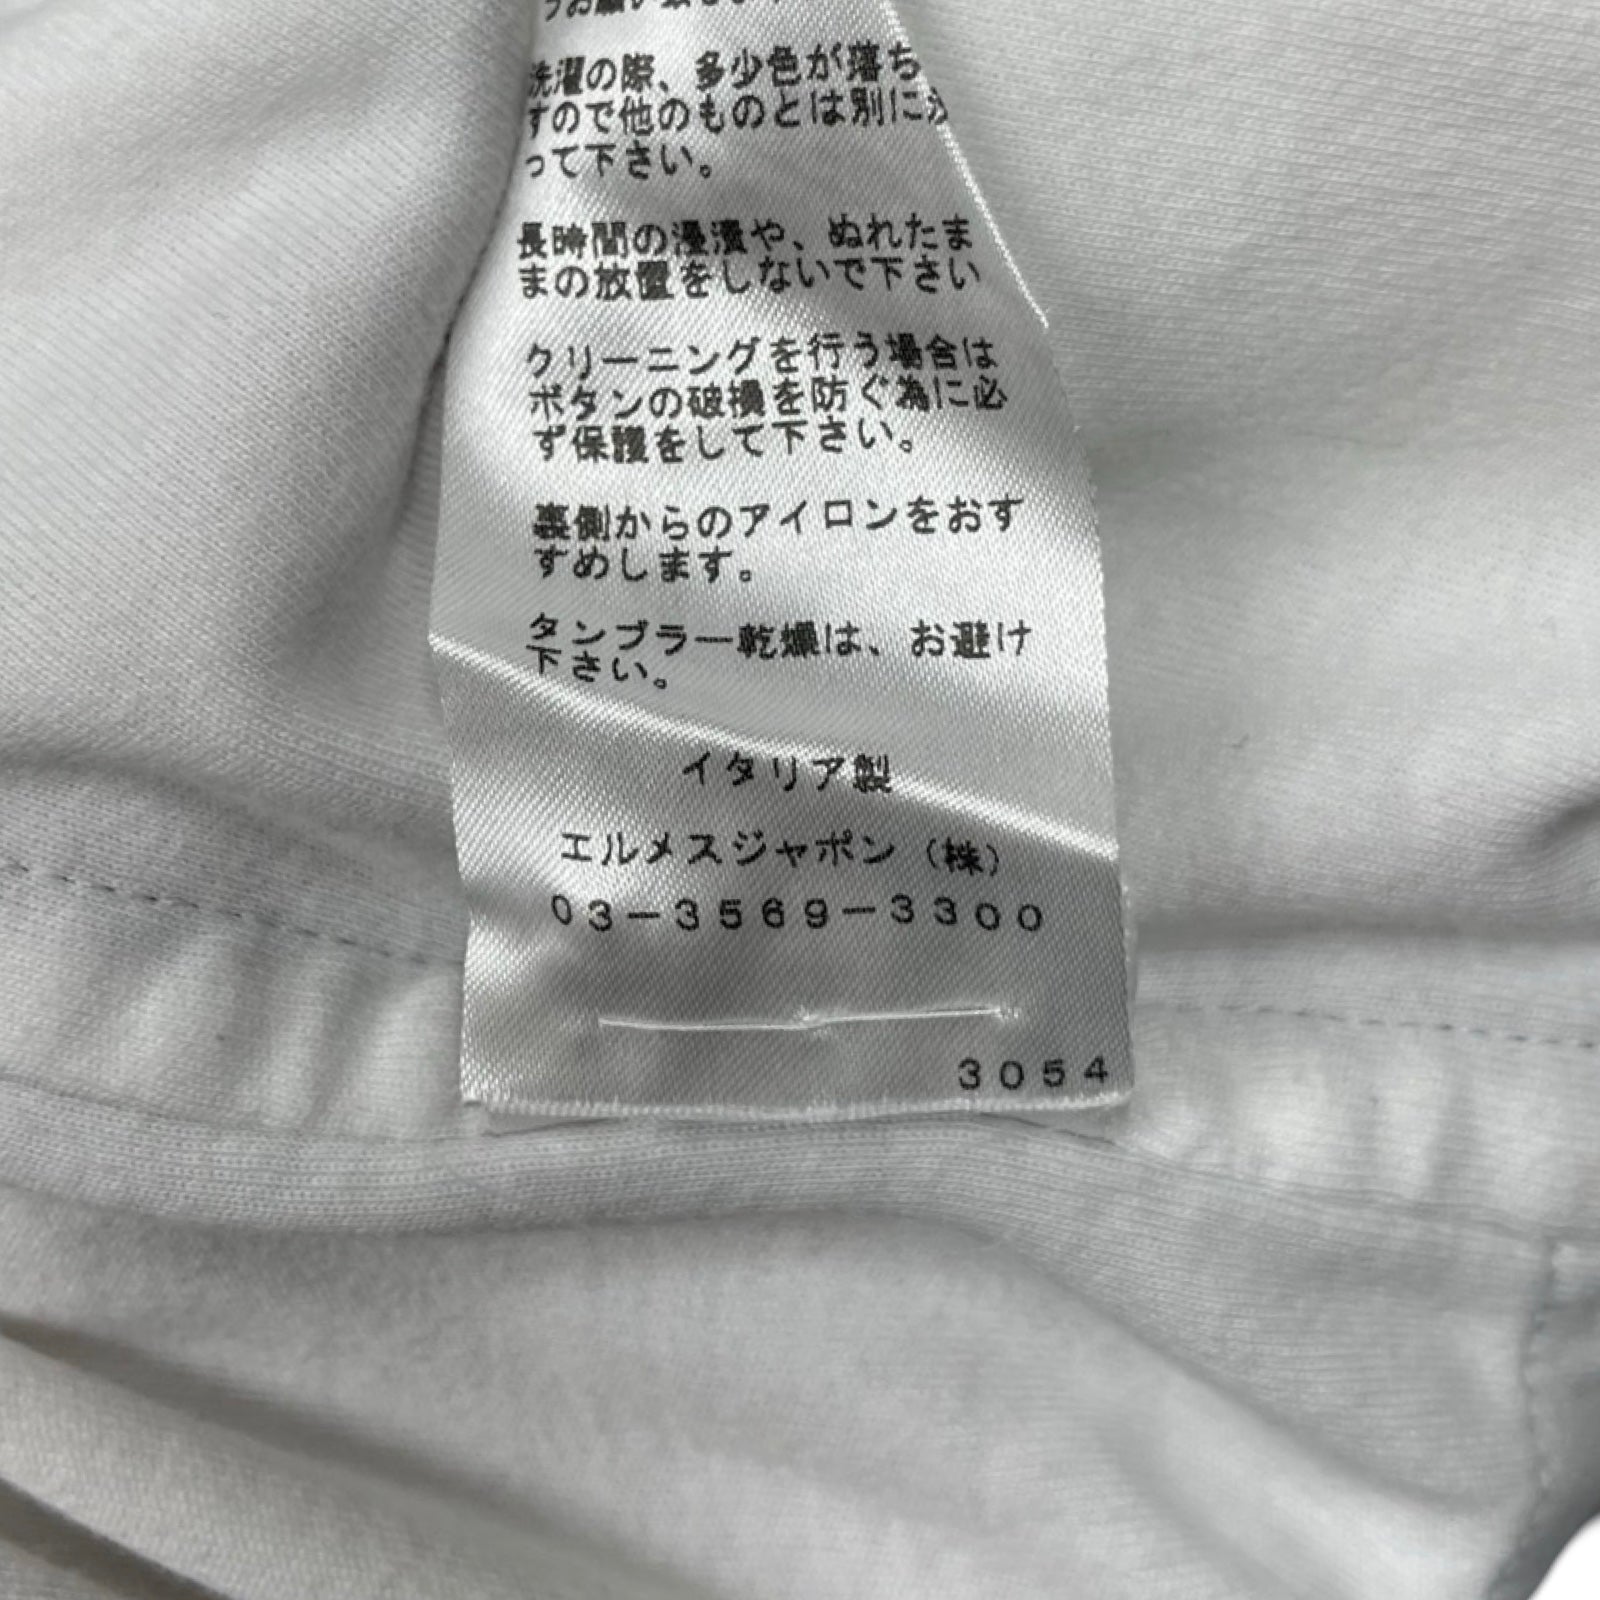 洗濯の際、多少色が落ち
すので他のものとは別に
って下さい。
長時間の浸漬や、ぬれたま
まの放置をしないで下さい
クリーニングを行う場合は
ボタンの破損を防ぐ為に必
ず保護をして下さい。
裏側からのアイロンをおす
すめします。
タンブラー乾燥は、お避け
下さい。
イタリア製
エルメスジャポン（株）
03-3569-3300
3054